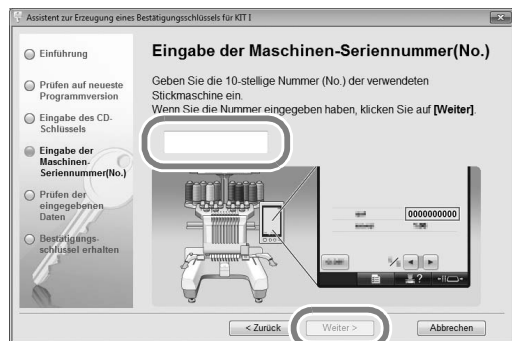 Assistent zur Erzeugung eines Bestätigungsschlüssels für KIT I
Einführung
Prüfen auf neueste
Programmversion
Eingabe des CD-
Schlüssels
Eingabe der
Maschinen-
Seriennummer(No.)
Prüfen der
eingegebenen
Daten
Bestätigungs-
schlüssel erhalten
Eingabe der Maschinen-Seriennummer(No.)
Geben Sie die 10-stellige Nummer (No.) der verwendeten
Stickmaschine ein.
Wenn Sie die Nummer eingegeben haben, klicken Sie auf [Weiter].
0000000000
< Zurück
Weiter >
Abbrechen